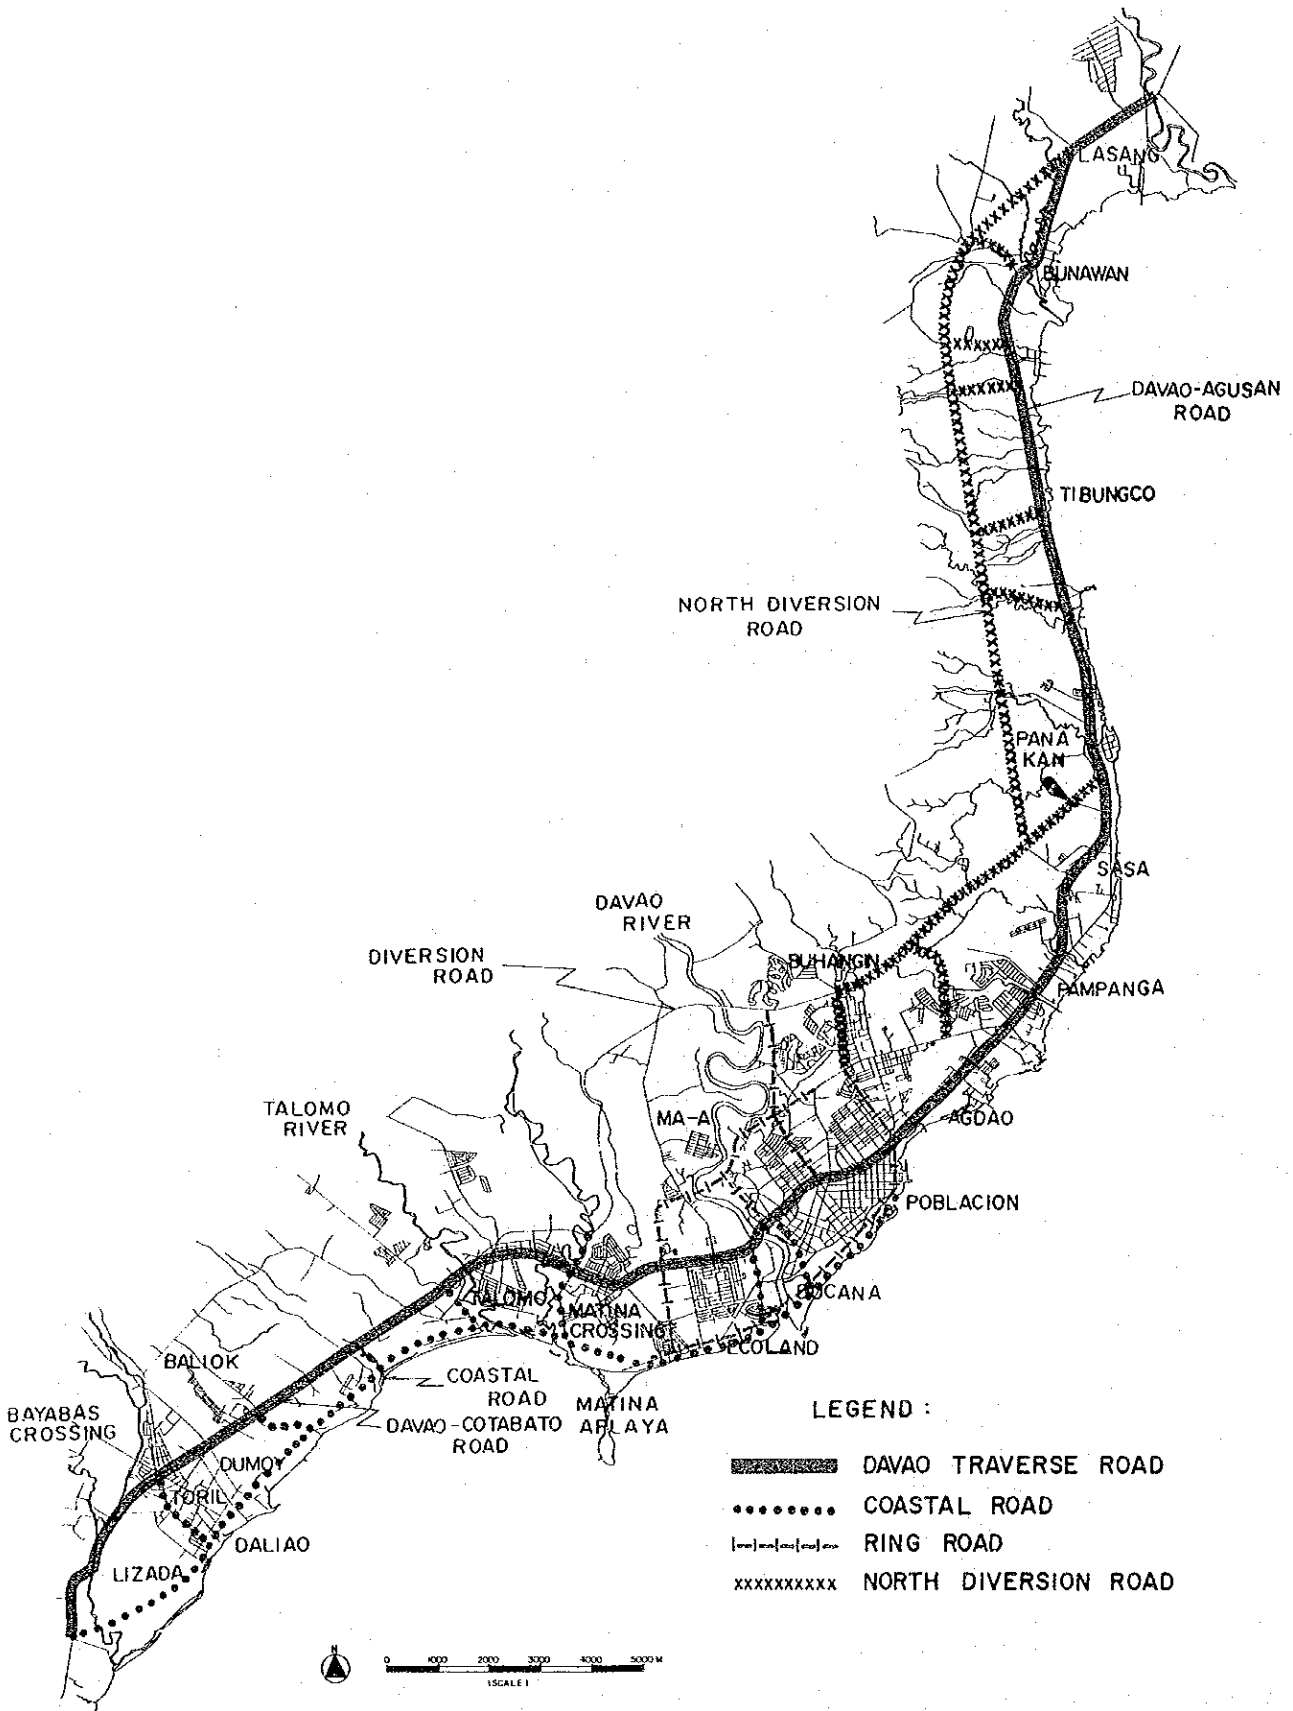 LASANG
BUNAWAN
DAVAO-AGUSAN
ROAD
TIBUNGCO
NORTH DIVERSION
ROAD
PANA
KAN
SASA
DAVAO
RIVER
DIVERSION
ROAD
BUHANGIN
PAMPANGA
TALOMO
RIVER
MA-A
AGDAO
POBLACION
TALOMO
MATINA
CROSSING
BUCANA
ECOLAND
BALIOK
COASTAL
ROAD
MATINA
APLAYA
BAYABAS
CROSSING
DAVAO-COTABATO
ROAD
DUMOY
TORIL
DALIAO
LIZADA
LEGEND :
DAVAO TRAVERSE ROAD
COASTAL ROAD
RING ROAD
NORTH DIVERSION ROAD
N
0 1000 2000 3000 4000 5000 M
(SCALE)